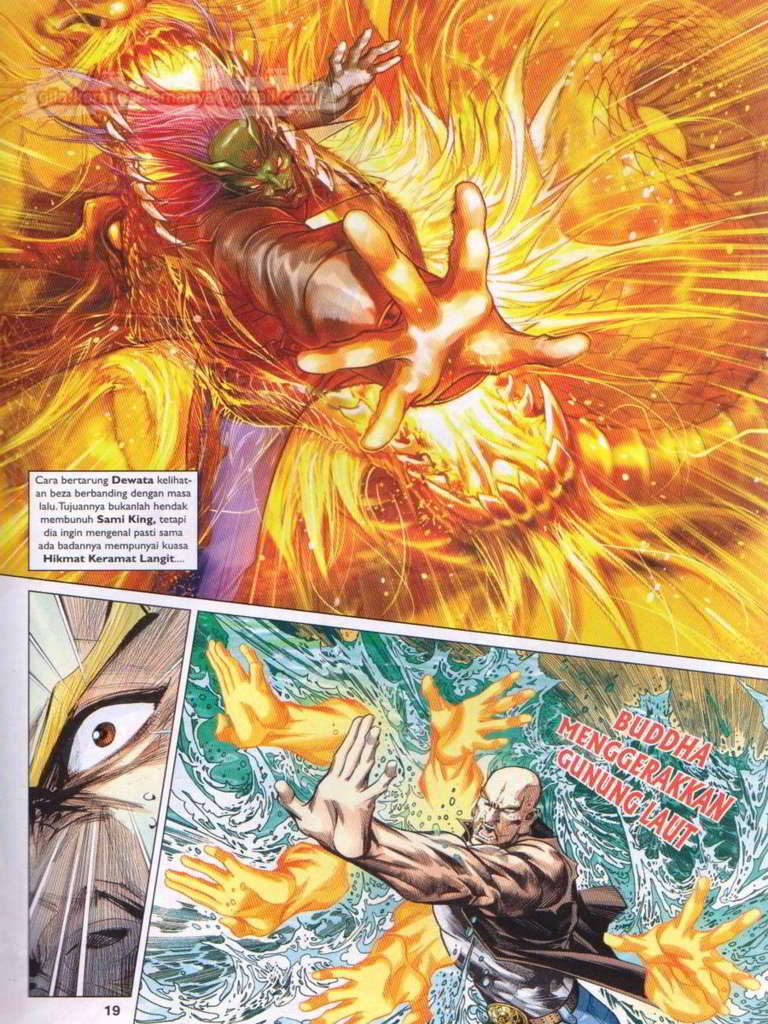 Cara bertarung Dewata kelihat-
an beza berbanding dengan masa
lalu. Tujuannya bukanlah hendak
membunuh Sami King, tetapi
dia ingin mengenal pasti sama
ada badannya mempunyai kuasa
Hikmat Keramat Langit....
BUDDHA
MENGGERAKKAN
GUNUNG LAUT
19